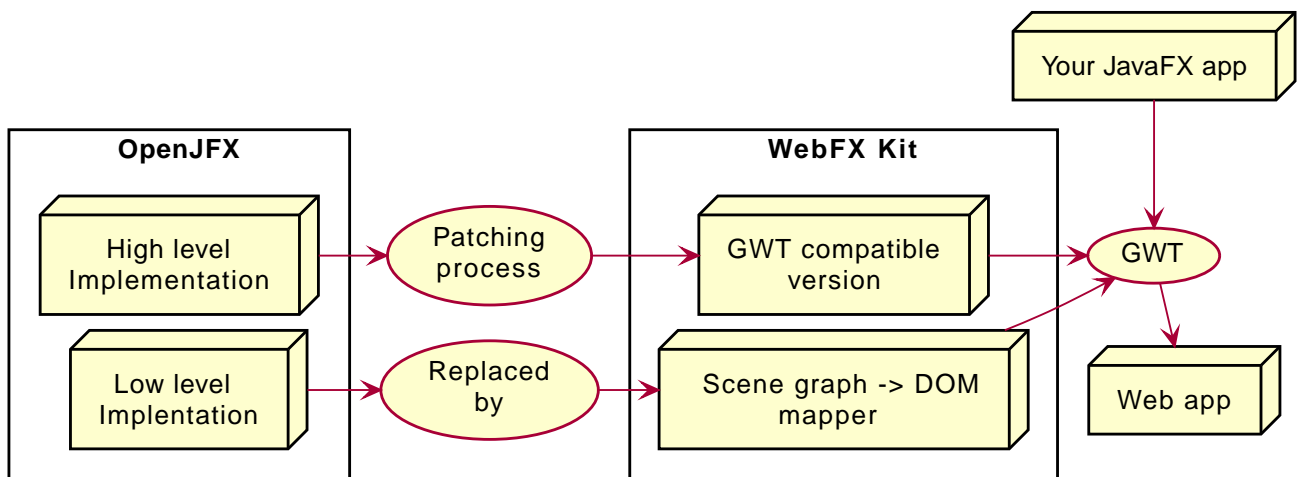 Your JavaFX app
OpenJFX
WebFX Kit
High level
Implementation
Patching
process
GWT compatible
version
GWT
Low level
Implentation
Replaced
by
Scene graph -> DOM
mapper
Web app